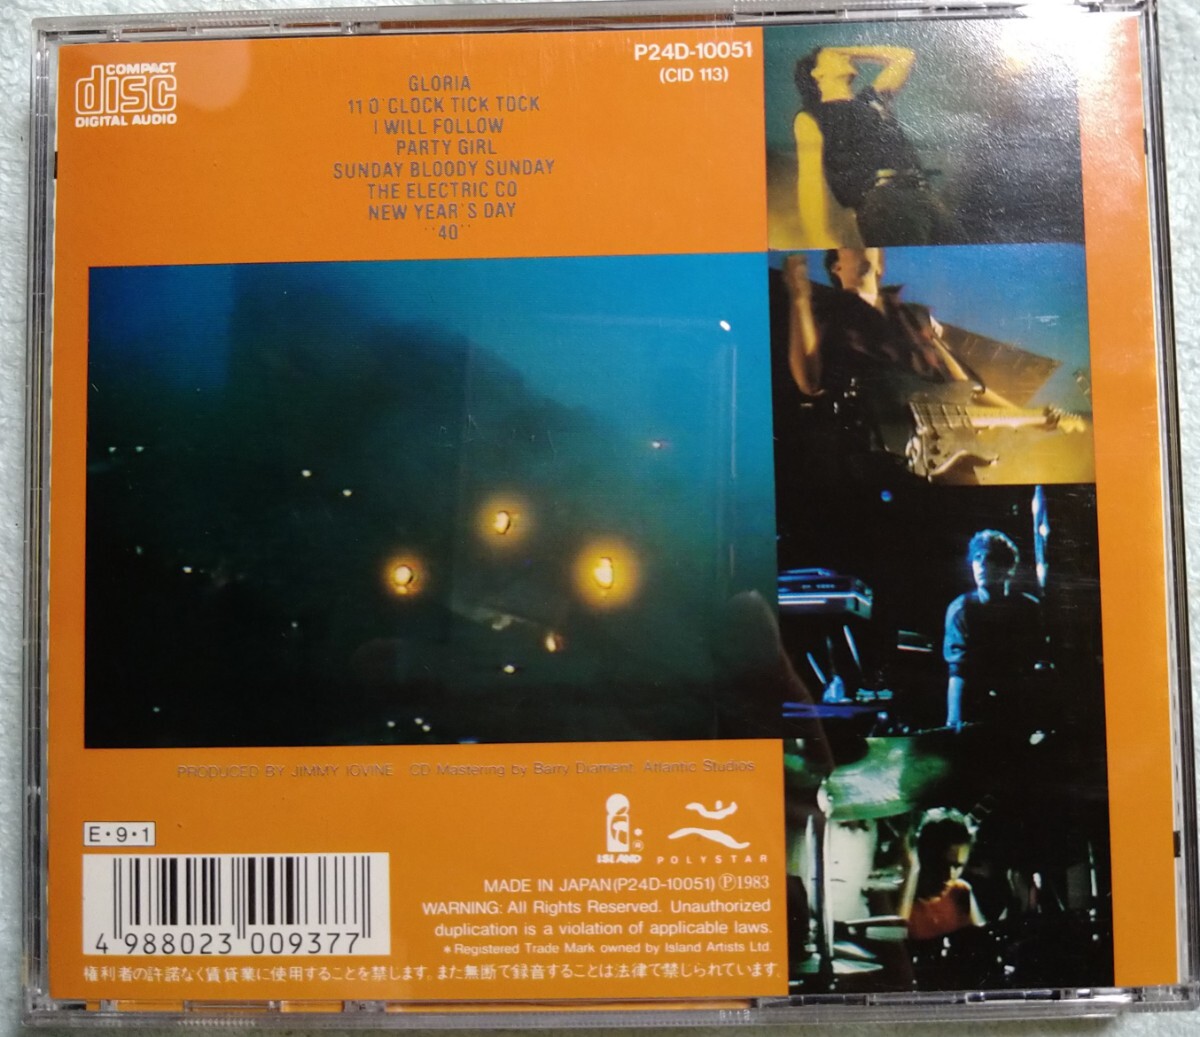 COMPACT
disc
DIGITAL AUDIO
P24D-10051
(CID 113)
GLORIA
11 O'CLOCK TICK TOCK
I WILL FOLLOW
PARTY GIRL
SUNDAY BLOODY SUNDAY
THE ELECTRIC CO
NEW YEAR'S DAY
"40"
PRODUCED BY JIMMY IOVINE CD Mastering by Barry Diament, Atlantic Studios
E・9・1
ISLAND
POLYSTAR
MADE IN JAPAN(P24D-10051)Ⓟ1983
WARNING: All Rights Reserved. Unauthorized
duplication is a violation of applicable laws.
*Registered Trade Mark owned by Island Artists Ltd.
4 988023 009377
権利者の許諾なく賃貸業に使用することを禁じます。また無断で録音することは法律で禁じられています。